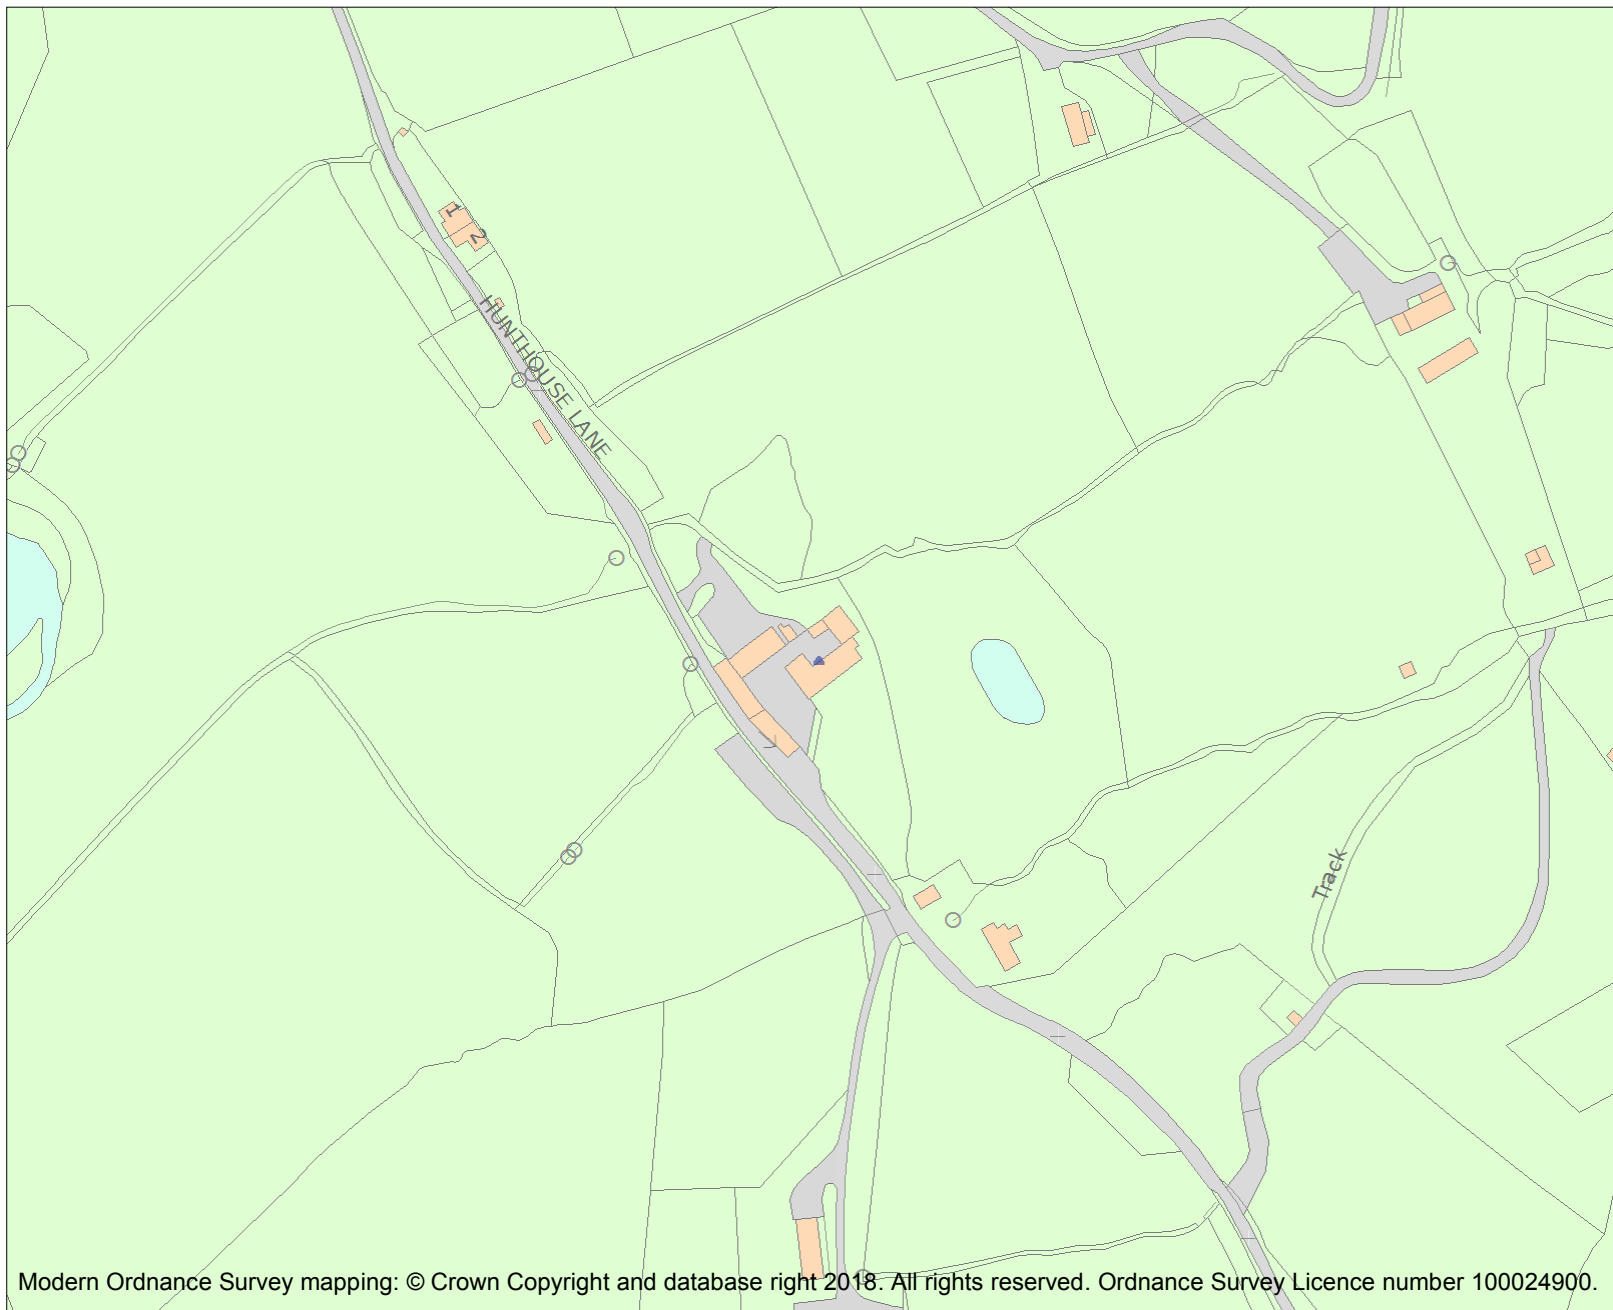 1
2
HUNTHOUSE LANE
Track
Modern Ordnance Survey mapping: © Crown Copyright and database right 2018. All rights reserved. Ordnance Survey Licence number 100024900.